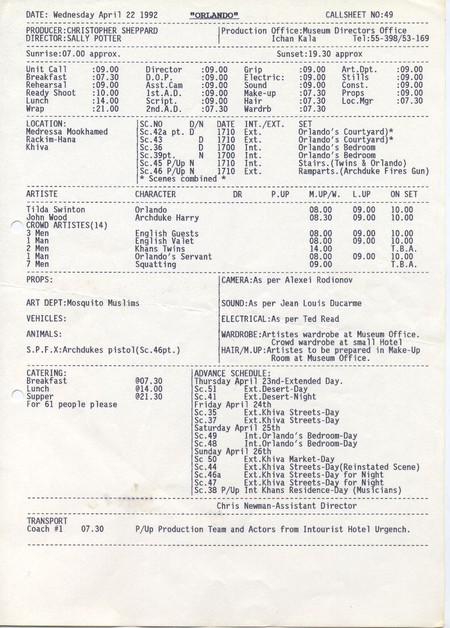 DATE: Wednesday April 22 1992 "ORLANDO" CALLSHEET NO:49
PRODUCER:CHRISTOPHER SHEPPARD Production Office:Museum Directors Office
DIRECTOR:SALLY POTTER Ichan Kala Tel:55-398/53-169
Sunrise:07.00 approx. Sunset:19.30 approx
Unit Call :09.00 Director :09.00 Grip :09.00 Art.Dpt. :09.00
Breakfast :07.30 D.O.P. :09.00 Electric: :09.00 Stills :09.00
Rehearsal :09.00 Asst.Cam :09.00 Sound :09.00 Const. :09.00
Ready Shoot :10.00 1st.A.D. :09.00 Make-up :07.30 Props :09.00
Lunch :14.00 Script. :09.00 Hair :07.30 Loc.Mgr :07.30
Wrap :21.00 2nd.A.D. :07.30 Wardrb :07.30
LOCATION: SC.NO D/N DATE INT./EXT. SET
Medressa Mookhamed Sc.42a pt. D 1710 Ext. Orlando's Courtyard)*
Rackim-Hana Sc.43 D 1710 Ext. Orlando's Courtyard)*
Khiva Sc.36 D 1700 Int. Orlando's Bedroom
Sc.39pt. N 1700 Int. Orlando's Bedroom
Sc.45 P/Up N 1710 Int. Stairs.(Twins & Orlando)
Sc.46 P/Up N 1710 Ext. Ramparts.(Archduke Fires Gun)
* Scenes combined *
ARTISTE CHARACTER DR P.UP M.UP/W. L.UP ON SET
Tilda Swinton Orlando 08.00 09.00 10.00
John Wood Archduke Harry 08.30 09.00 10.00
CROWD ARTISTES(14)
3 Men English Guests 08.00 09.00 10.00
1 Man English Valet 08.00 09.00 10.00
2 Men Khans Twins 14.00 T.B.A.
1 Man Orlando's Servant 08.00 09.00 10.00
7 Men Squatting 09.00 T.B.A.
PROPS: CAMERA:As per Alexei Rodionov
ART DEPT:Mosquito Muslims SOUND:As per Jean Louis Ducarme
VEHICLES: ELECTRICAL:As per Ted Read
ANIMALS: WARDROBE:Artistes wardrobe at Museum Office.
Crowd wardrobe at small Hotel
S.P.F.X:Archdukes pistol(Sc.46pt.) HAIR/M.UP:Artistes to be prepared in Make-Up
Room at Museum Office.
CATERING: ADVANCE SCHEDULE:
Breakfast @07.30 Thursday April 23nd-Extended Day.
Lunch @14.00 Sc.51 Ext.Desert-Day
Supper @21.30 Sc.41 Ext.Desert-Night
For 61 people please Friday April 24th
Sc.35 Ext.Khiva Streets-Day
Sc.37 Ext.Khiva Streets-Day
Saturday April 25th
Sc.49 Int.Orlando's Bedroom-Day
Sc.48 Int.Orlando's Bedroom-Day
Sunday April 26th
Sc 50 Ext.Khiva Market-Day
Sc.44 Ext.Khiva Streets-Day(Reinstated Scene)
Sc.46a Ext.Khiva Streets-Day for Night
Sc.47 Ext.Khiva Streets-Day for Night
Sc.38 P/Up Int Khans Residence-Day (Musicians)
Chris Newman-Assistant Director
TRANSPORT
Coach #1 07.30 P/Up Production Team and Actors from Intourist Hotel Urgench.